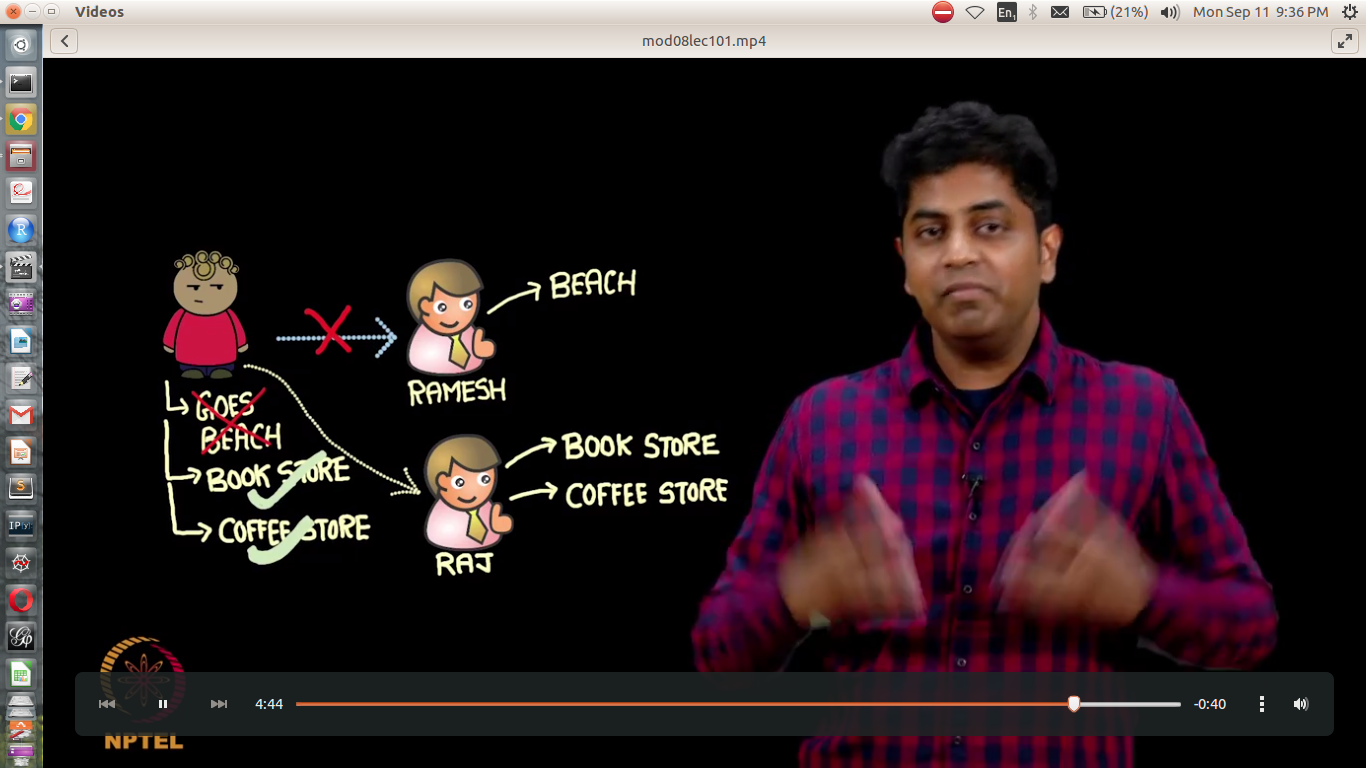 Videos
En1
(21%)
Mon Sep 11 9:36 PM
mod08lec101.mp4
BEACH
RAMESH
GOES
BEACH
BOOK STORE
COFFEE STORE
BOOK STORE
COFFEE STORE
RAJ
4:44
-0:40
NPTEL